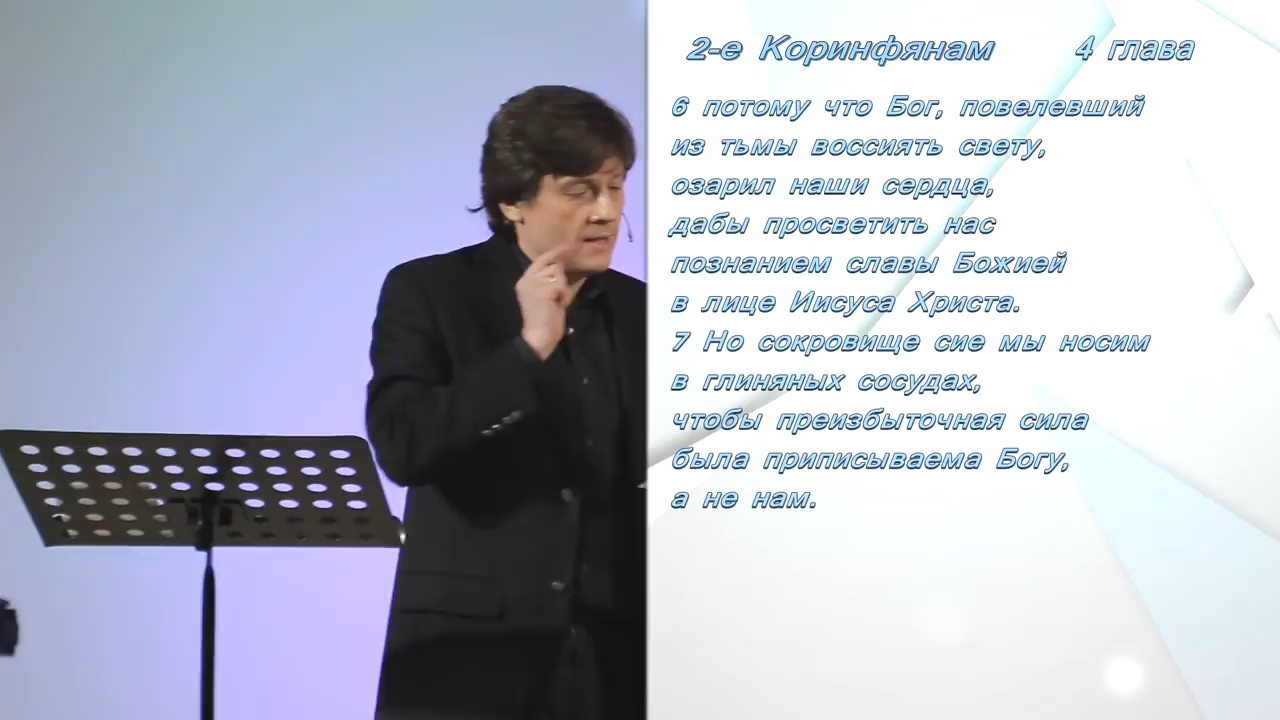 2-е Коринфянам 4 глава
6 потому что Бог, повелевший
из тьмы воссиять свету,
озарил наши сердца,
дабы просветить нас
познанием славы Божией
в лице Иисуса Христа.
7 Но сокровище сие мы носим
в глиняных сосудах,
чтобы преизбыточная сила
была приписываема Богу,
а не нам.